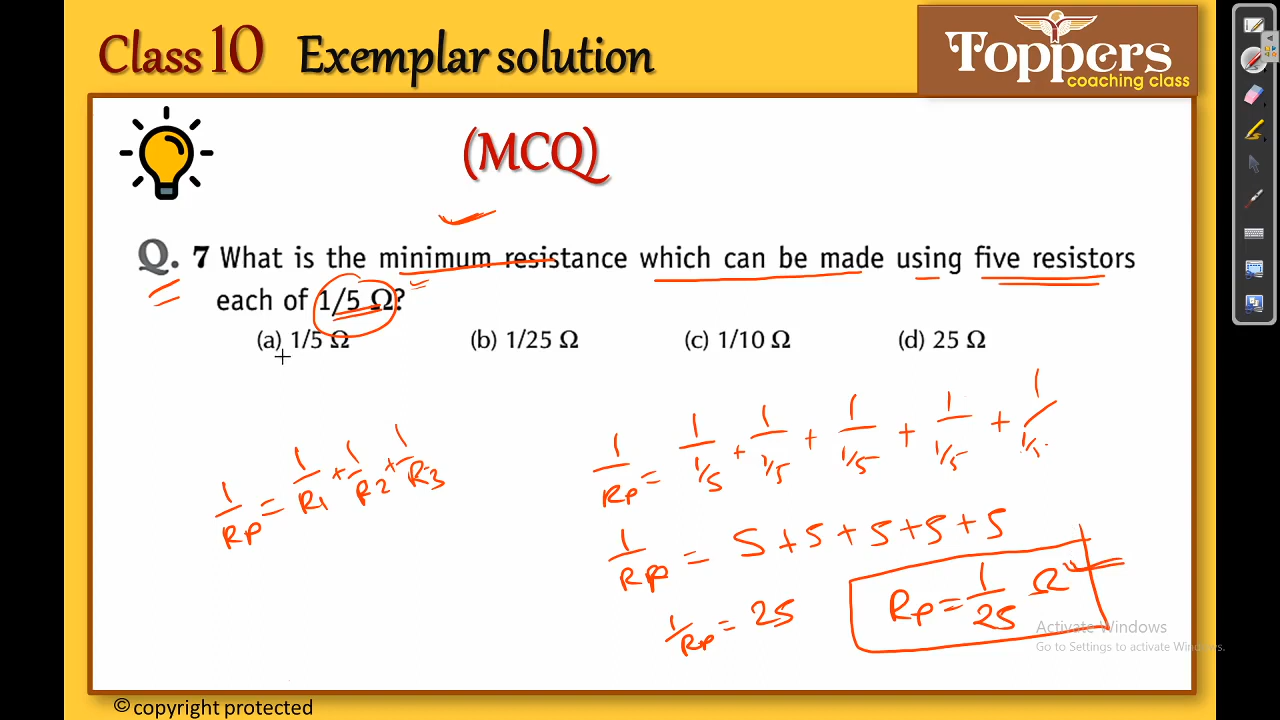 Class 10 Exemplar solution
Toppers
coaching class
(MCQ)
Q. 7 What is the minimum resistance which can be made using five resistors
each of 1/5 Ω?
(a) 1/5 Ω (b) 1/25 Ω (c) 1/10 Ω (d) 25 Ω
1/RP = 1/R1 + 1/R2 + 1/R3
1/RP = 1/1/5 + 1/1/5 + 1/1/5 + 1/1/5 + 1/1/5
1/RP = 5+5+5+5+5
1/RP = 25
RP = 1/25 Ω
Activate Windows
Go to Settings to activate Windows.
© copyright protected